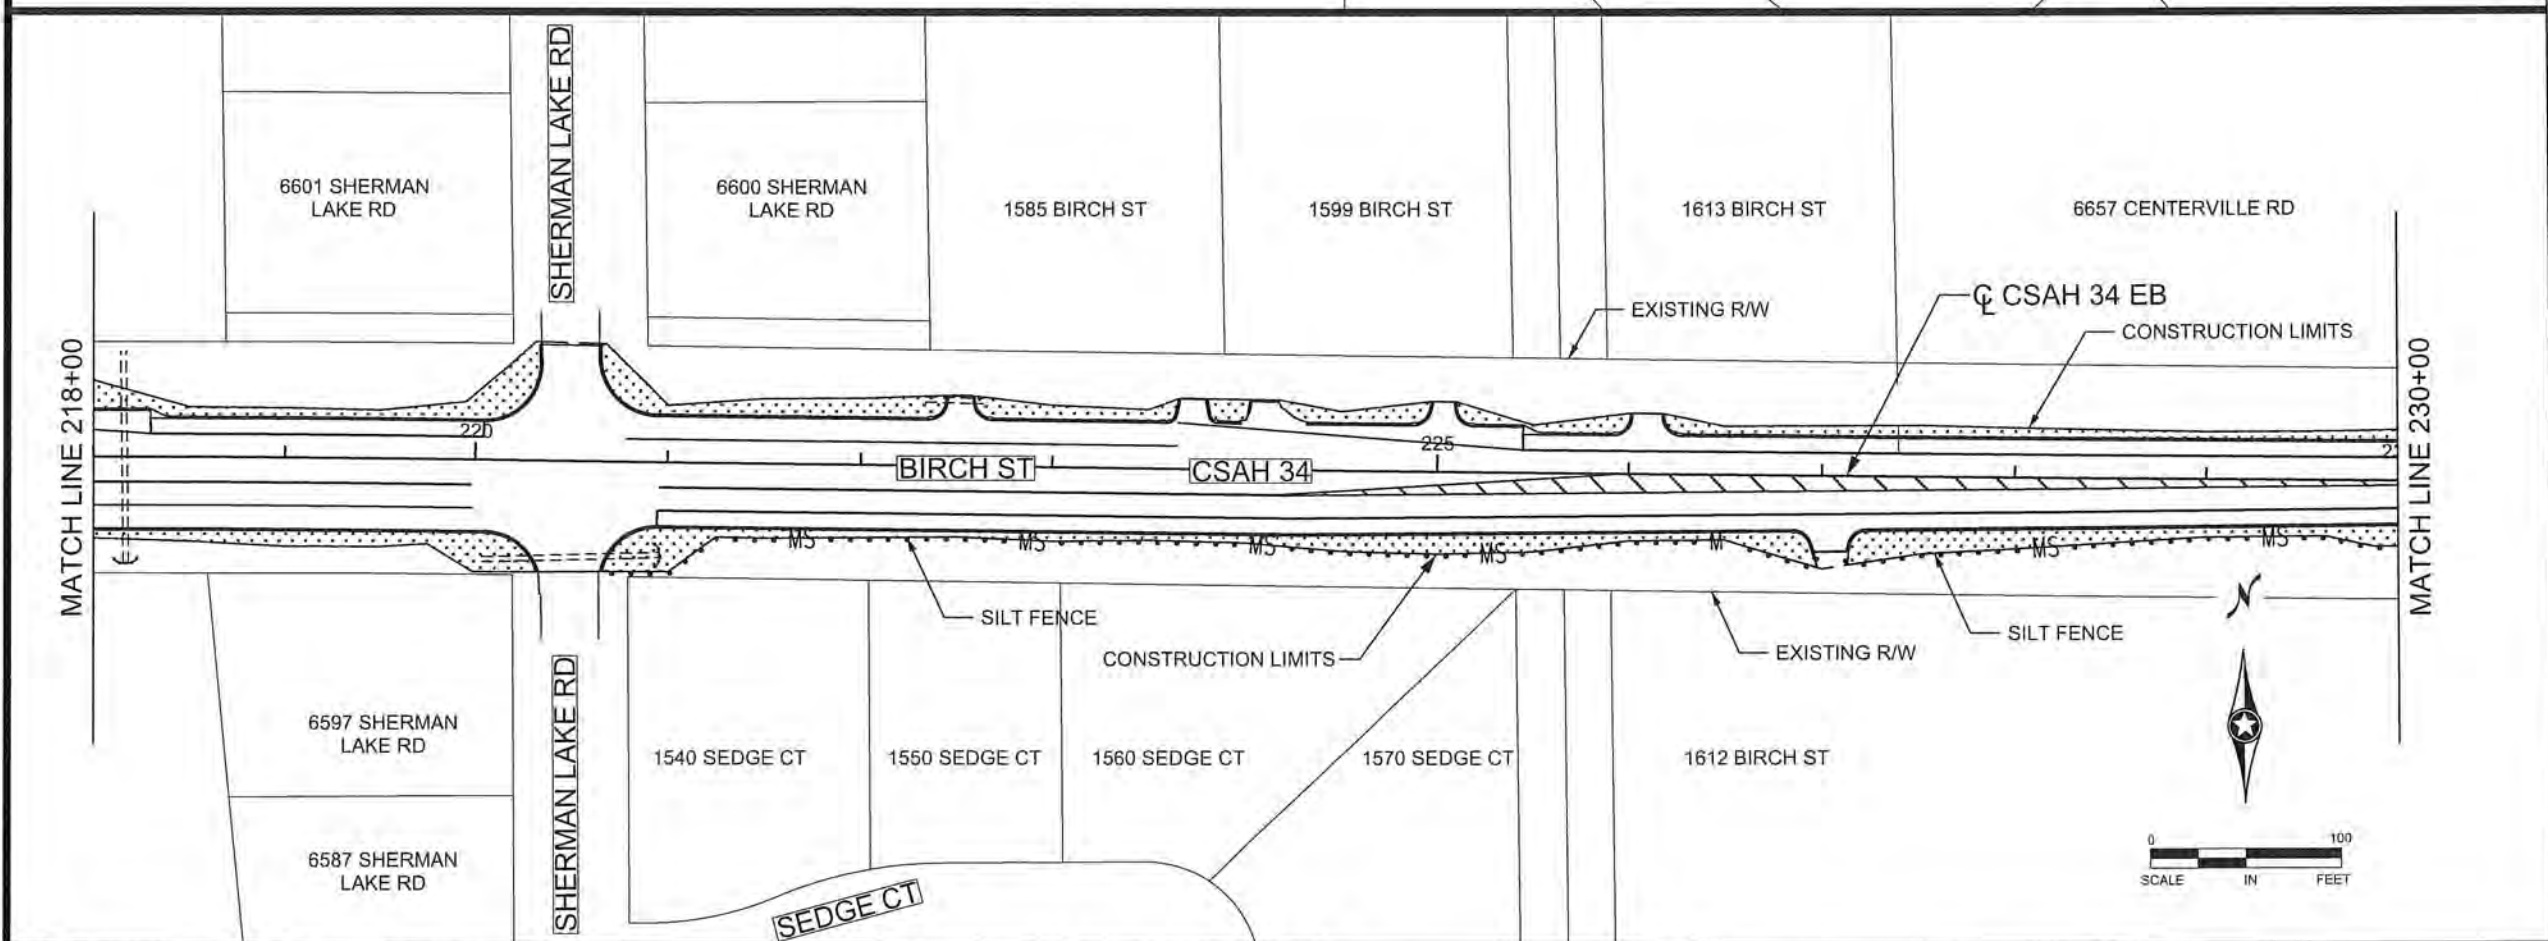 SHERMAN LAKE RD
6601 SHERMAN
LAKE RD
6600 SHERMAN
LAKE RD
1585 BIRCH ST
1599 BIRCH ST
1613 BIRCH ST
6657 CENTERVILLE RD
EXISTING R/W
℄ CSAH 34 EB
CONSTRUCTION LIMITS
MATCH LINE 218+00
MATCH LINE 230+00
220
225
BIRCH ST
CSAH 34
MS
MS
MS
MS
M
MS
MS
N
SILT FENCE
CONSTRUCTION LIMITS
EXISTING R/W
SILT FENCE
6597 SHERMAN
LAKE RD
SHERMAN LAKE RD
1540 SEDGE CT
1550 SEDGE CT
1560 SEDGE CT
1570 SEDGE CT
1612 BIRCH ST
6587 SHERMAN
LAKE RD
SEDGE CT
0 100
SCALE IN FEET